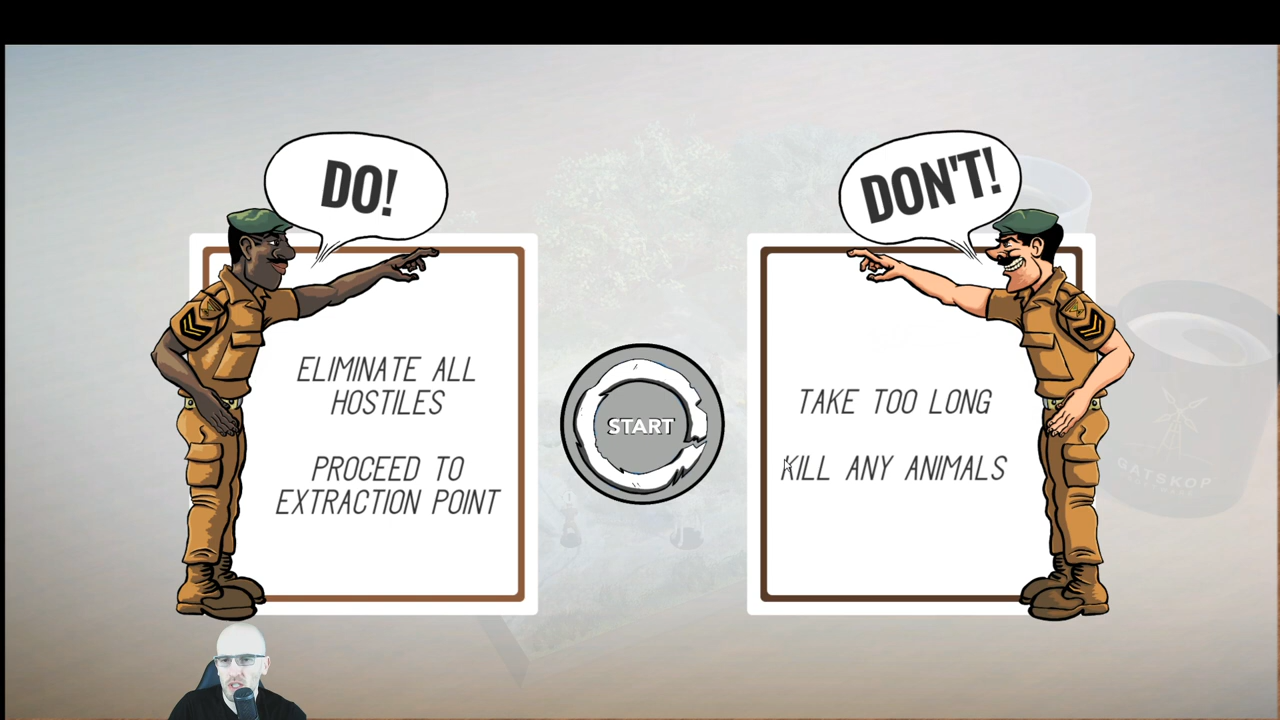 DO!
ELIMINATE ALL
HOSTILES
PROCEED TO
EXTRACTION POINT
START
DON'T!
TAKE TOO LONG
KILL ANY ANIMALS
GATSKOP